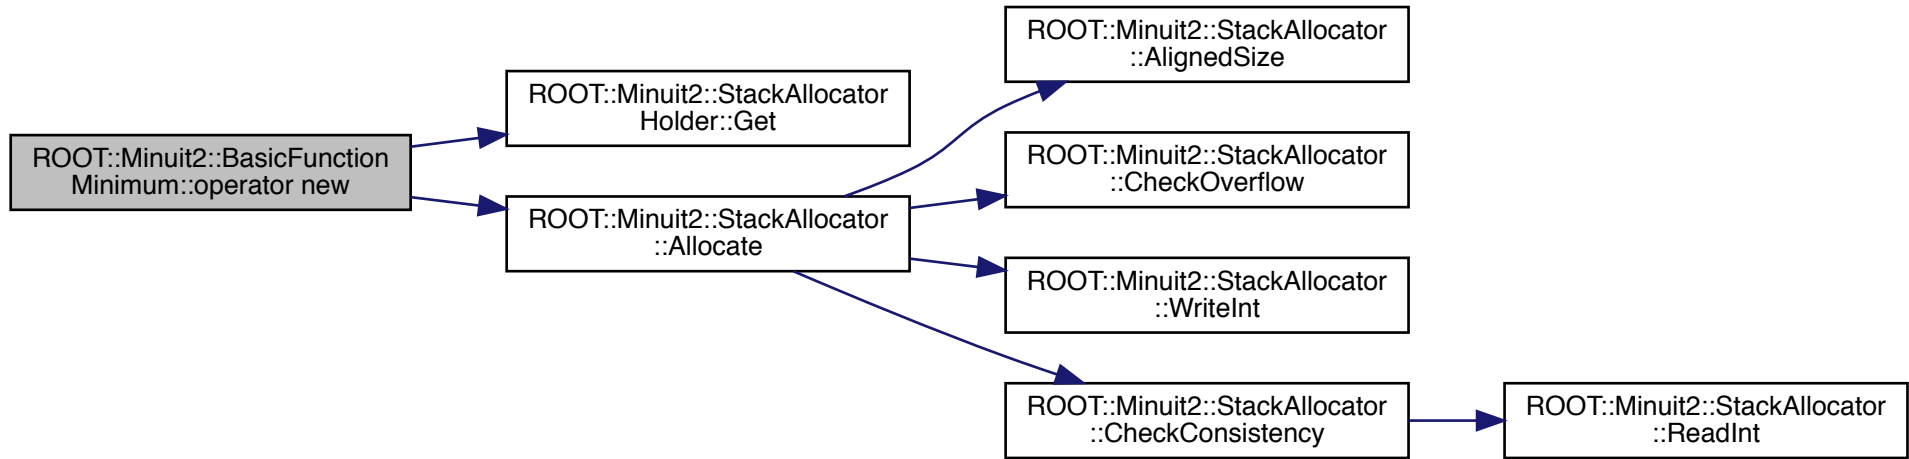 ROOT::Minuit2::BasicFunction
Minimum::operator new
ROOT::Minuit2::StackAllocator
Holder::Get
ROOT::Minuit2::StackAllocator
::Allocate
ROOT::Minuit2::StackAllocator
::AlignedSize
ROOT::Minuit2::StackAllocator
::CheckOverflow
ROOT::Minuit2::StackAllocator
::WriteInt
ROOT::Minuit2::StackAllocator
::CheckConsistency
ROOT::Minuit2::StackAllocator
::ReadInt